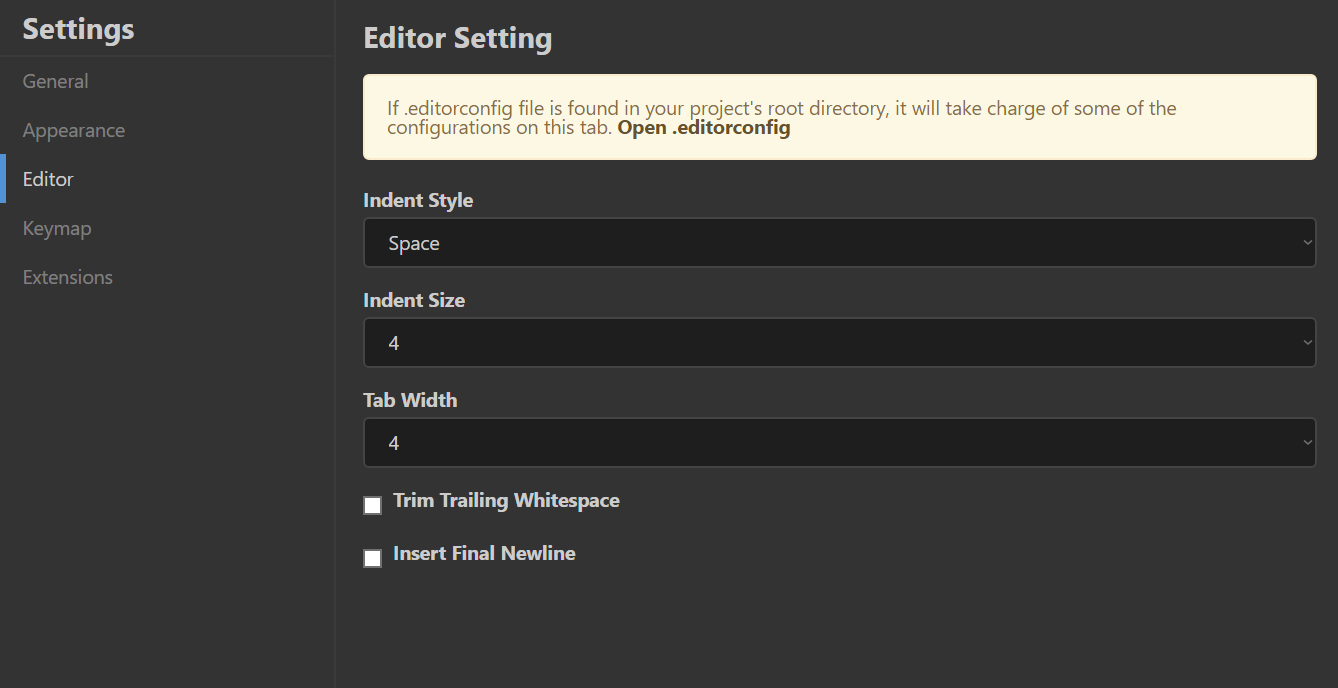 Settings
General
Appearance
Editor
Keymap
Extensions
Editor Setting
If .editorconfig file is found in your project's root directory, it will take charge of some of the
configurations on this tab. Open .editorconfig
Indent Style
Space
Indent Size
4
Tab Width
4
Trim Trailing Whitespace
Insert Final Newline